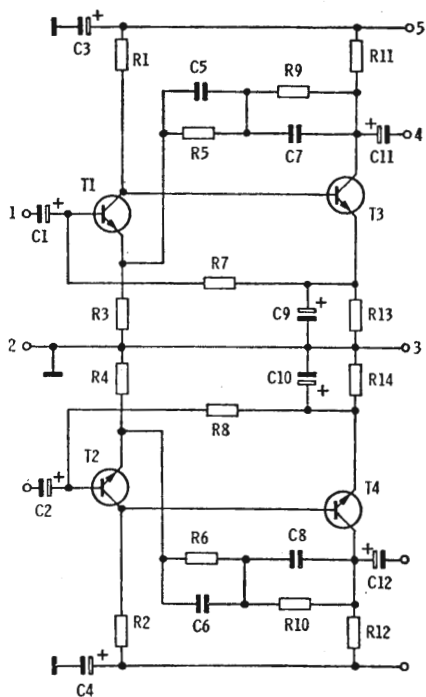 + 5
C3 R1 R11
C5 R9
+ 4
R5 C7 C11
T1
1 + T3
C1 R7
+
R3 C9 R13
2 3
R4 C10 R14
+
R8
T2
+ T4
C2
R6 C8 +
C12
C6 R10
R2 R12
+
C4